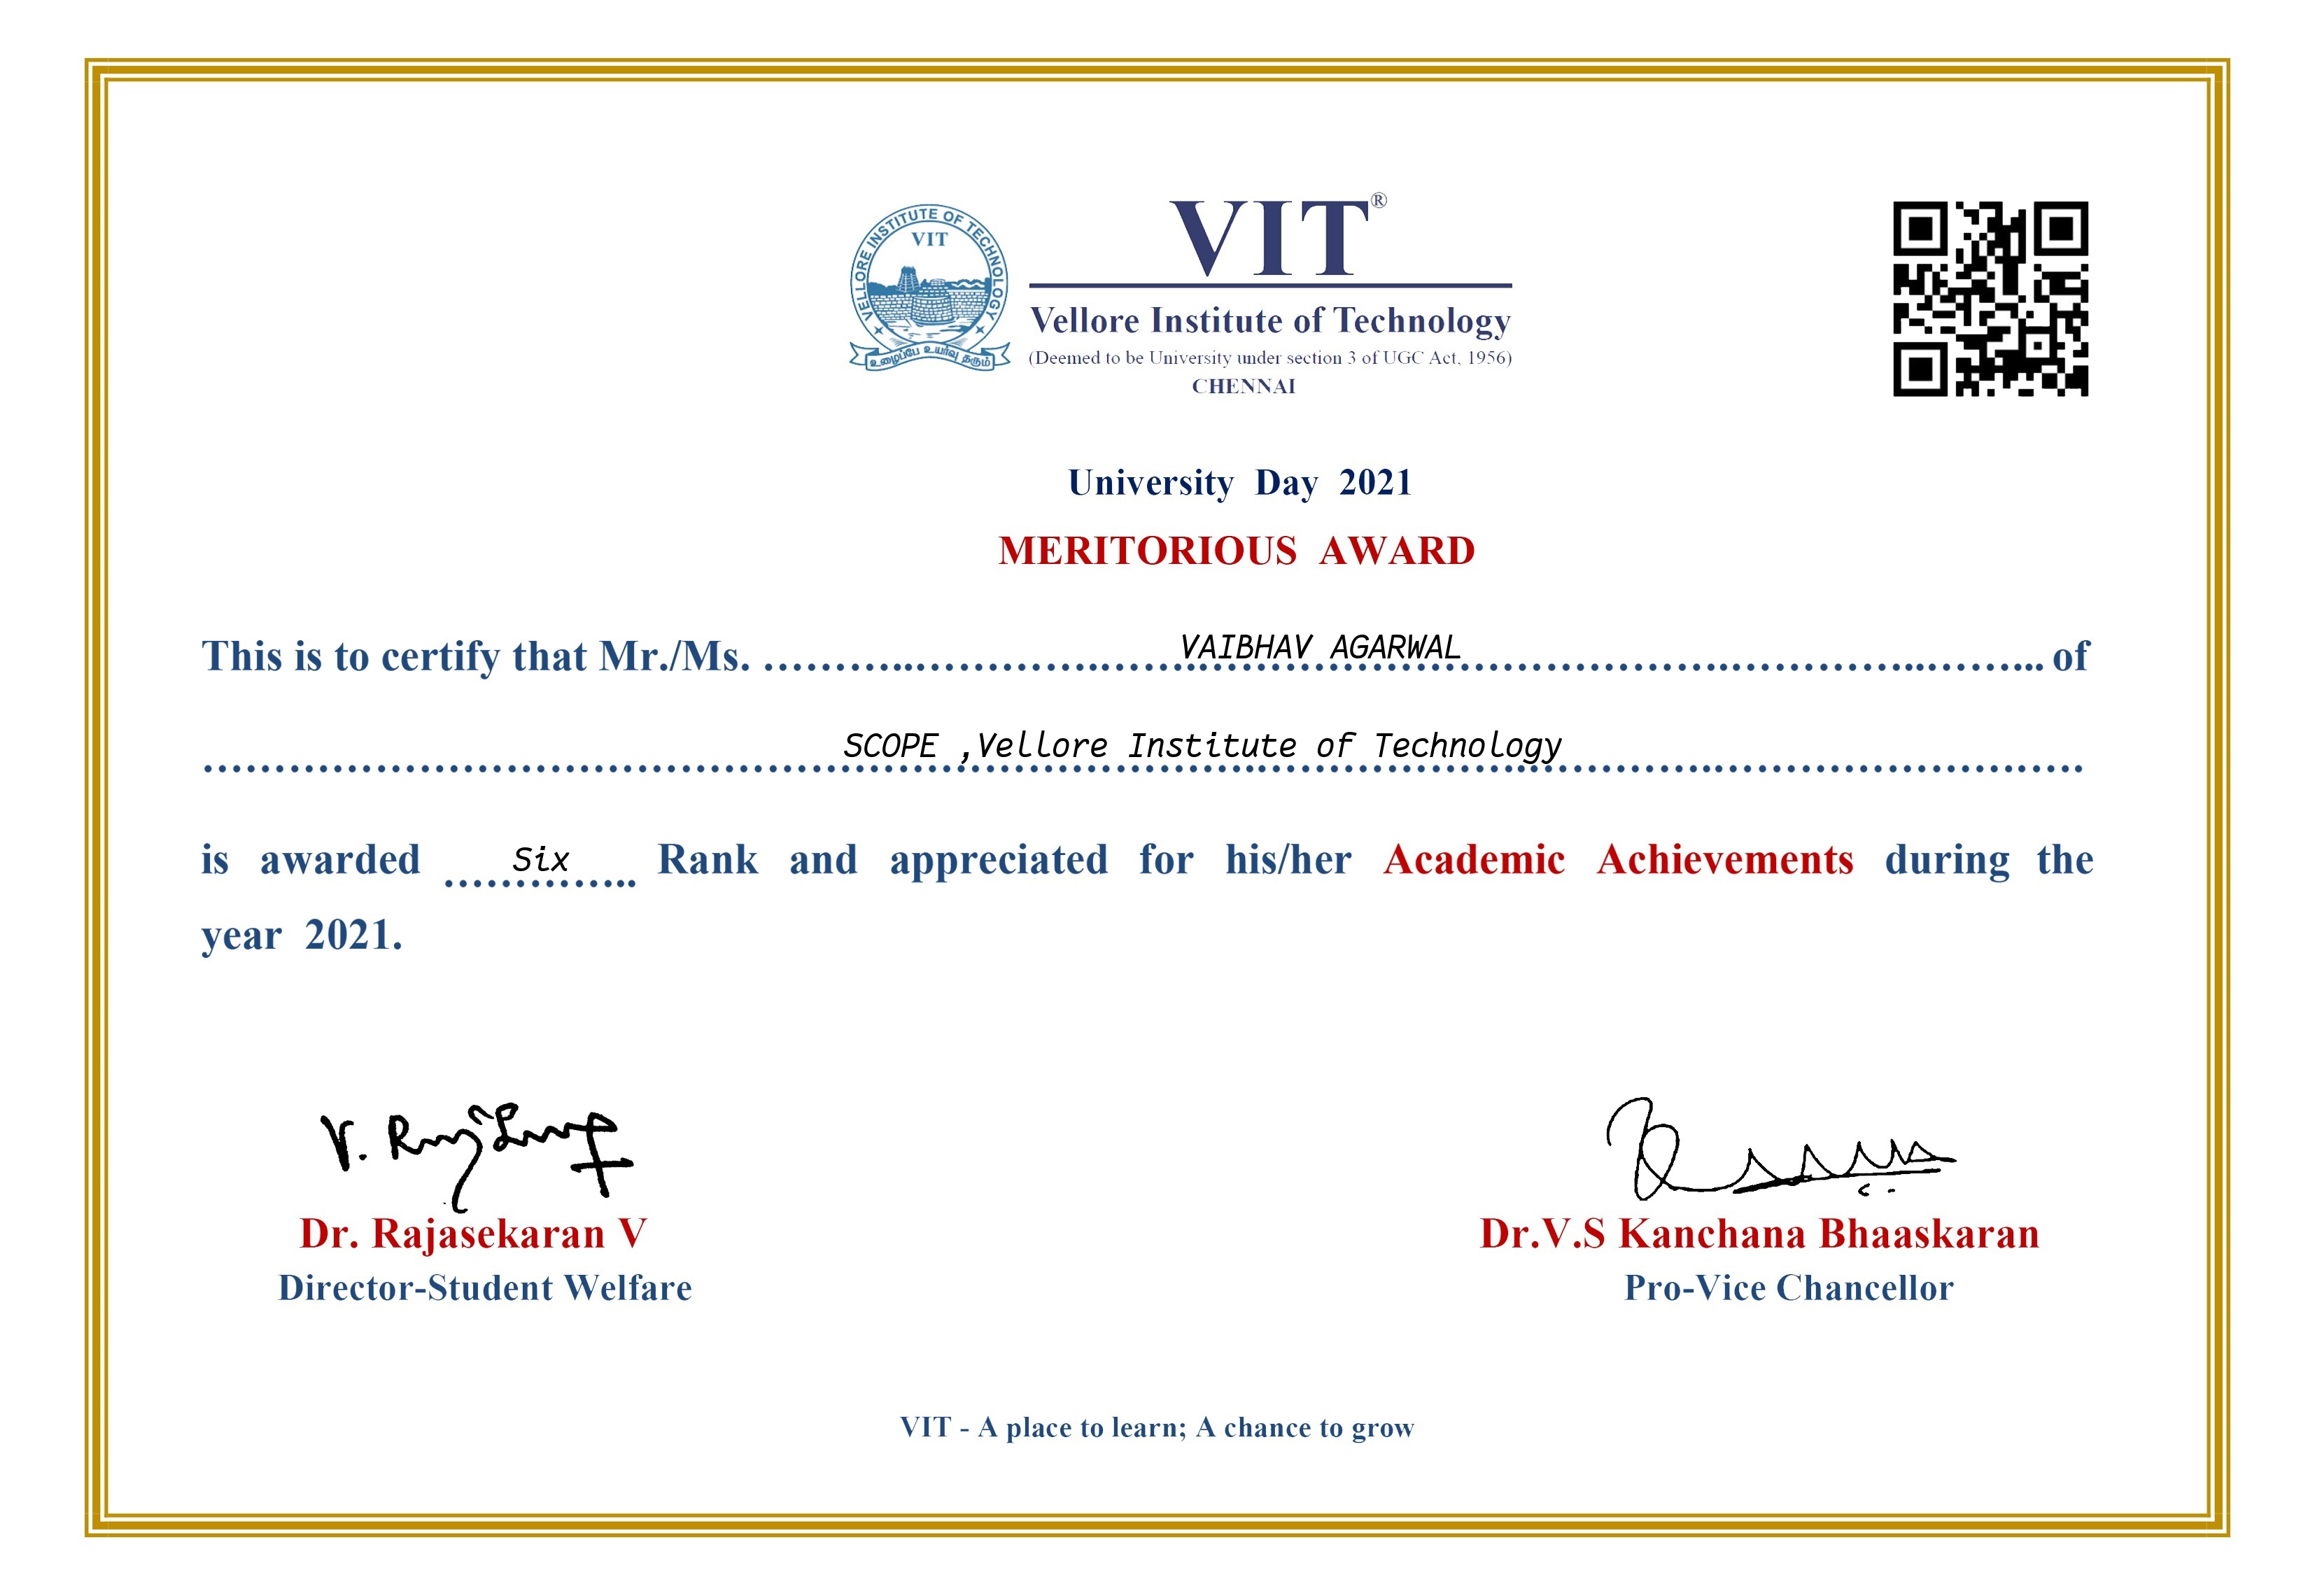 VELLORE INSTITUTE OF TECHNOLOGY
VIT
உழைப்பே உயர்வு தரும்
VIT®
Vellore Institute of Technology
(Deemed to be University under section 3 of UGC Act, 1956)
CHENNAI
University Day 2021
MERITORIOUS AWARD
This is to certify that Mr./Ms. VAIBHAV AGARWAL of
SCOPE ,Vellore Institute of Technology
is awarded Six Rank and appreciated for his/her Academic Achievements during the
year 2021.
Dr. Rajasekaran V
Dr.V.S Kanchana Bhaaskaran
Director-Student Welfare
Pro-Vice Chancellor
VIT - A place to learn; A chance to grow